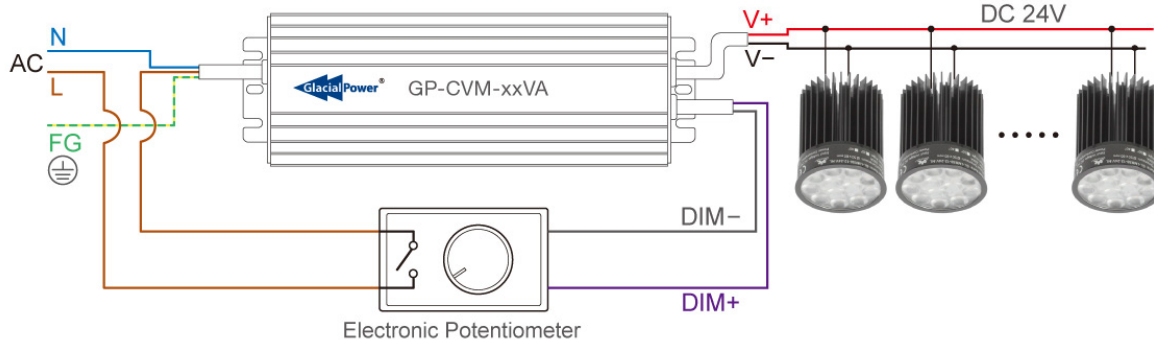 N
AC
L
FG
GlacialPower®
GP-CVM-xxVA
V+
V−
DC 24V
DIM−
DIM+
Electronic Potentiometer